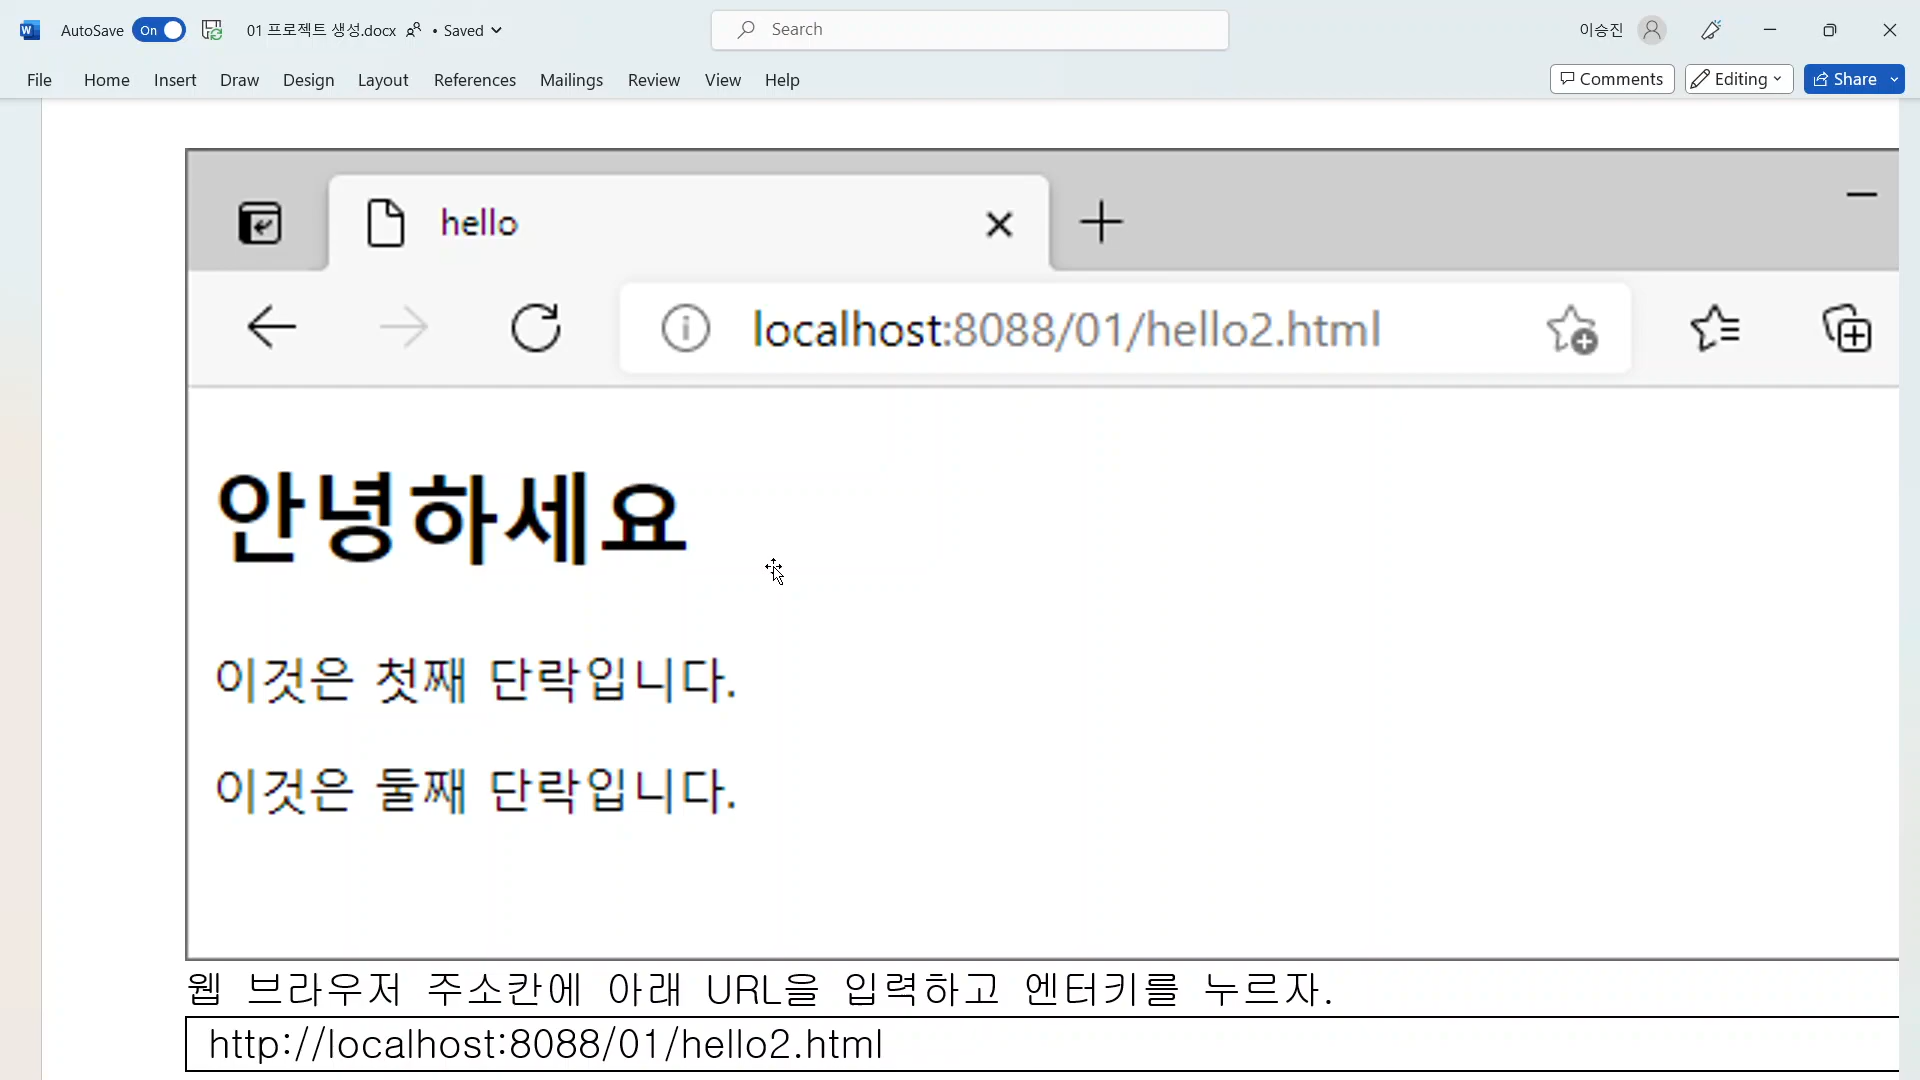 AutoSave On 01 프로젝트 생성.docx • Saved Search 이승진
File Home Insert Draw Design Layout References Mailings Review View Help Comments Editing Share
hello
localhost:8088/01/hello2.html
안녕하세요
이것은 첫째 단락입니다.
이것은 둘째 단락입니다.
웹 브라우저 주소칸에 아래 URL을 입력하고 엔터키를 누르자.
http://localhost:8088/01/hello2.html